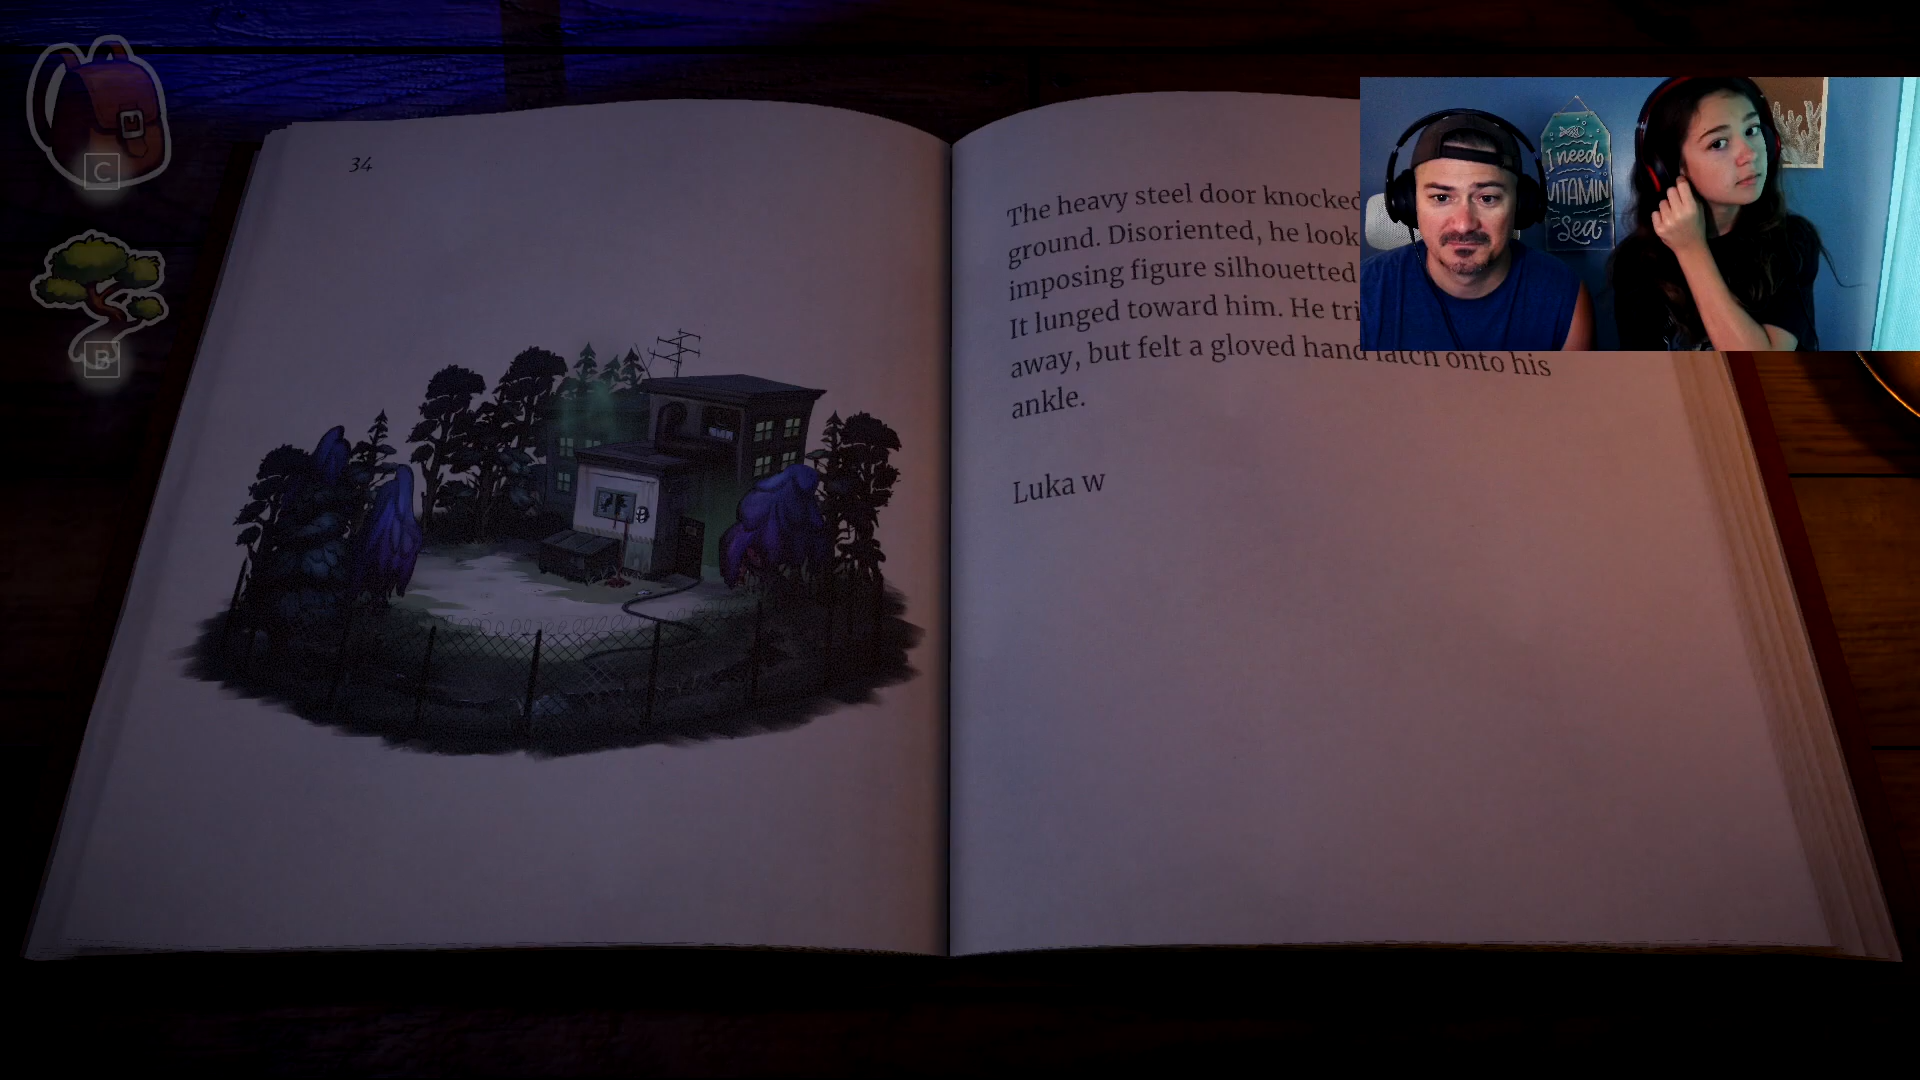 C
B
34
The heavy steel door knocked
ground. Disoriented, he look
imposing figure silhouetted
It lunged toward him. He tri
away, but felt a gloved hand latch onto his
ankle.
Luka w
I need
VITAMIN
Sea